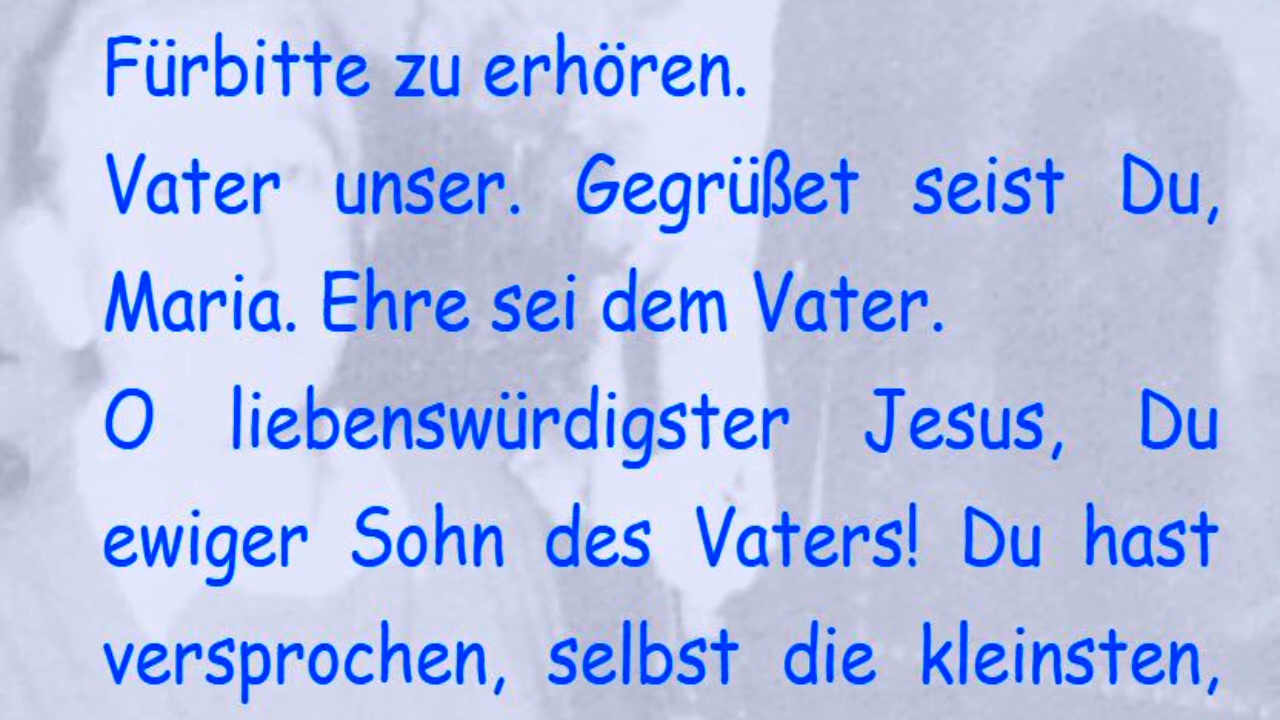 Fürbitte zu erhören.
Vater unser. Gegrüßet seist Du,
Maria. Ehre sei dem Vater.
O liebenswürdigster Jesus, Du
ewiger Sohn des Vaters! Du hast
versprochen, selbst die kleinsten,